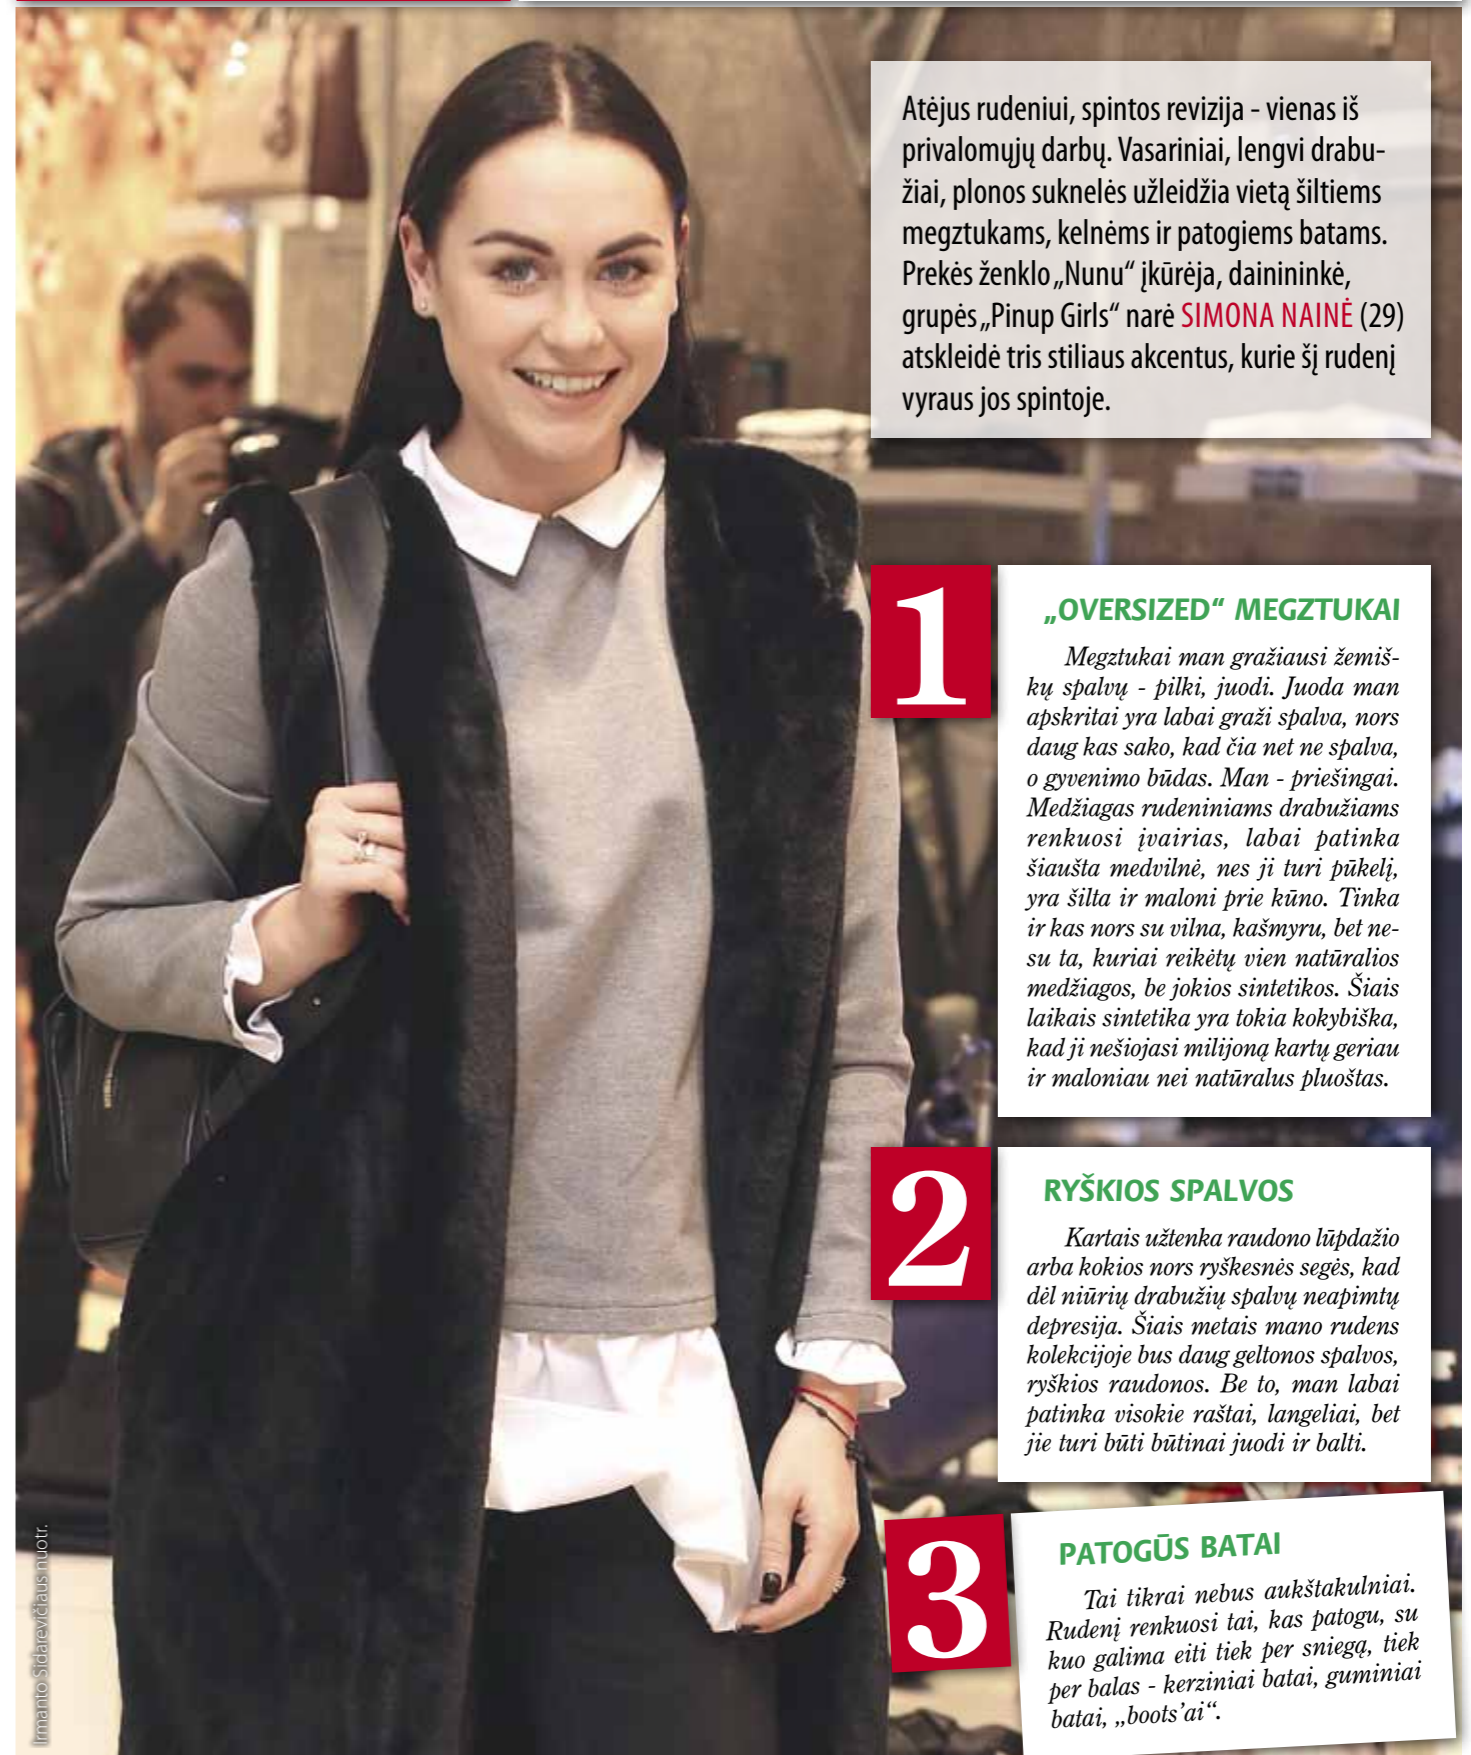 Atėjus rudeniui, spintos revizija - vienas iš
privalomųjų darbų. Vasariniai, lengvi drabu-
žiai, plonos suknelės užleidžia vietą šiltiems
megztukams, kelnėms ir patogiems batams.
Prekės ženklo „Nunu“ įkūrėja, dainininkė,
grupės „Pinup Girls“ narė SIMONA NAINĖ (29)
atskleidė tris stiliaus akcentus, kurie šį rudenį
vyraus jos spintoje.
1
„OVERSIZED“ MEGZTUKAI
Megztukai man gražiausi žemiš-
kų spalvų - pilki, juodi. Juoda man
apskritai yra labai graži spalva, nors
daug kas sako, kad čia net ne spalva,
o gyvenimo būdas. Man - priešingai.
Medžiagas rudeniniams drabužiams
renkuosi įvairias, labai patinka
šiaušta medvilnė, nes ji turi pūkelį,
yra šilta ir maloni prie kūno. Tinka
ir kas nors su vilna, kašmyru, bet ne-
su ta, kuriai reikėtų vien natūralios
medžiagos, be jokios sintetikos. Šiais
laikais sintetika yra tokia kokybiška,
kad ji nešiojasi milijoną kartų geriau
ir maloniau nei natūralus pluoštas.
2
RYŠKIOS SPALVOS
Kartais užtenka raudono lūpdažio
arba kokios nors ryškesnės segės, kad
dėl niūrių drabužių spalvų neapimtų
depresija. Šiais metais mano rudens
kolekcijoje bus daug geltonos spalvos,
ryškios raudonos. Be to, man labai
patinka visokie raštai, langeliai, bet
jie turi būti būtinai juodi ir balti.
3
PATOGŪS BATAI
Tai tikrai nebus aukštakulniai.
Rudenį renkuosi tai, kas patogu, su
kuo galima eiti tiek per sniegą, tiek
per balas - kerziniai batai, guminiai
batai, „boots’ai“.
Irmanto Sidarevičiaus nuotr.